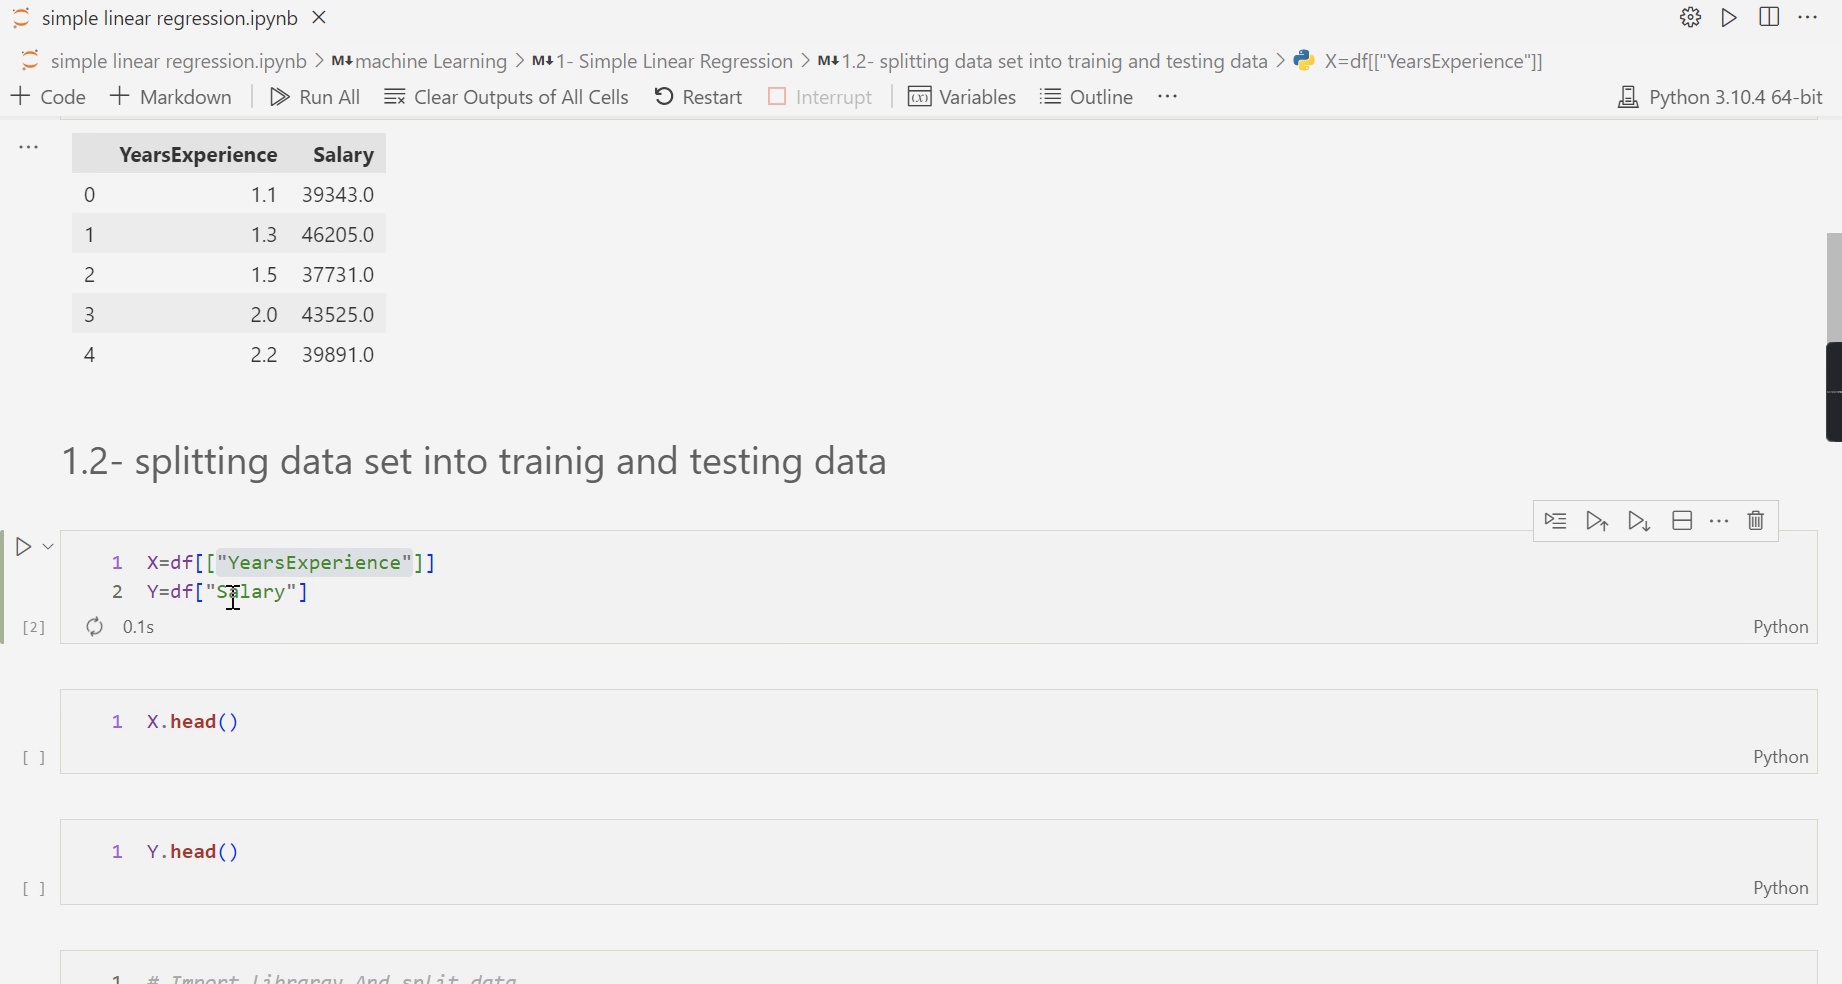 simple linear regression.ipynb
simple linear regression.ipynb > M↓ machine Learning > M↓ 1- Simple Linear Regression > M↓ 1.2- splitting data set into trainig and testing data > X=df[["YearsExperience"]]
+ Code + Markdown Run All Clear Outputs of All Cells Restart Interrupt Variables Outline ... Python 3.10.4 64-bit
YearsExperience Salary
0 1.1 39343.0
1 1.3 46205.0
2 1.5 37731.0
3 2.0 43525.0
4 2.2 39891.0
1.2- splitting data set into trainig and testing data
1 X=df[["YearsExperience"]]
2 Y=df["Salary"]
[2] 0.1s Python
1 X.head()
[ ] Python
1 Y.head()
[ ] Python
1 # Import libraray And split data